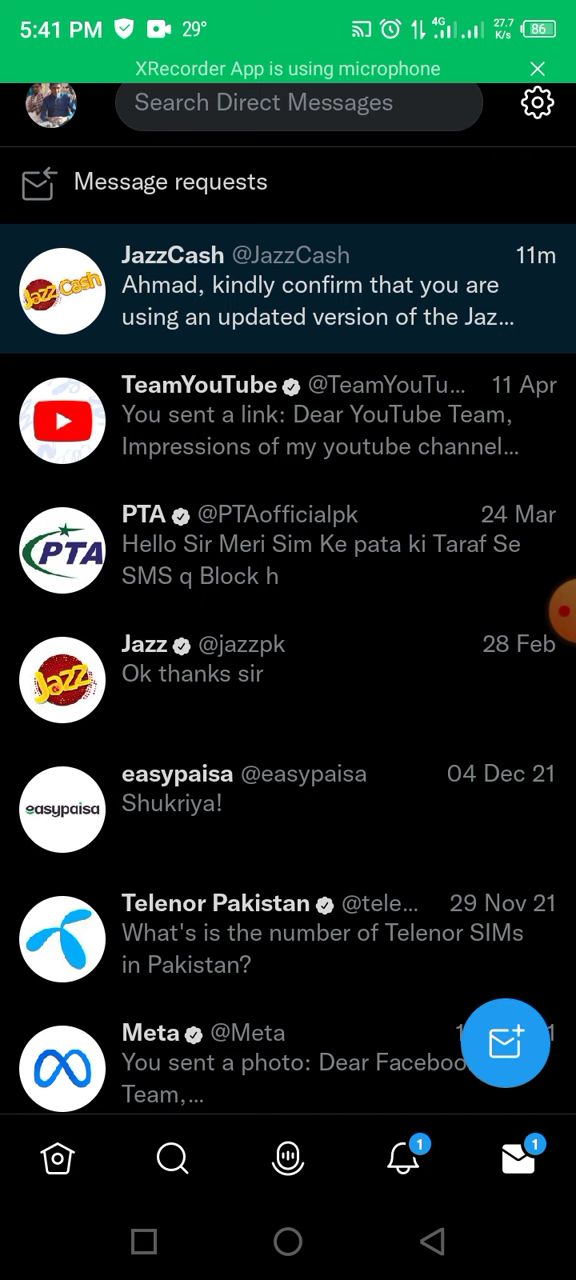 5:41 PM 29° 4G 27.7 K/s 86
XRecorder App is using microphone
Search Direct Messages
Message requests
JazzCash @JazzCash 11m
Jazz Cash
Ahmad, kindly confirm that you are
using an updated version of the Jaz...
TeamYouTube @TeamYouTu... 11 Apr
You sent a link: Dear YouTube Team,
Impressions of my youtube channel...
PTA @PTAofficialpk 24 Mar
PTA
Hello Sir Meri Sim Ke pata ki Taraf Se
SMS q Block h
Jazz @jazzpk 28 Feb
Jazz
Ok thanks sir
easypaisa @easypaisa 04 Dec 21
easypaisa
Shukriya!
Telenor Pakistan @tele... 29 Nov 21
What's is the number of Telenor SIMs
in Pakistan?
Meta @Meta
You sent a photo: Dear Faceboo
Team,...
1 1